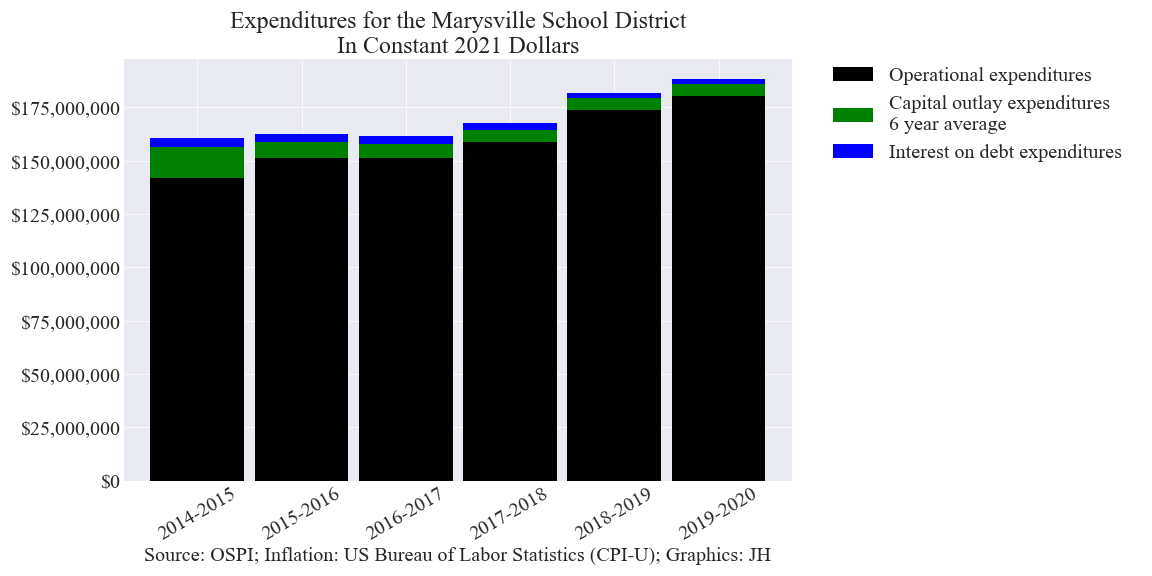 Expenditures for the Marysville School District
In Constant 2021 Dollars
Operational expenditures
Capital outlay expenditures
6 year average
Interest on debt expenditures
$175,000,000
$150,000,000
$125,000,000
$100,000,000
$75,000,000
$50,000,000
$25,000,000
$0
2014-2015
2015-2016
2016-2017
2017-2018
2018-2019
2019-2020
Source: OSPI; Inflation: US Bureau of Labor Statistics (CPI-U); Graphics: JH